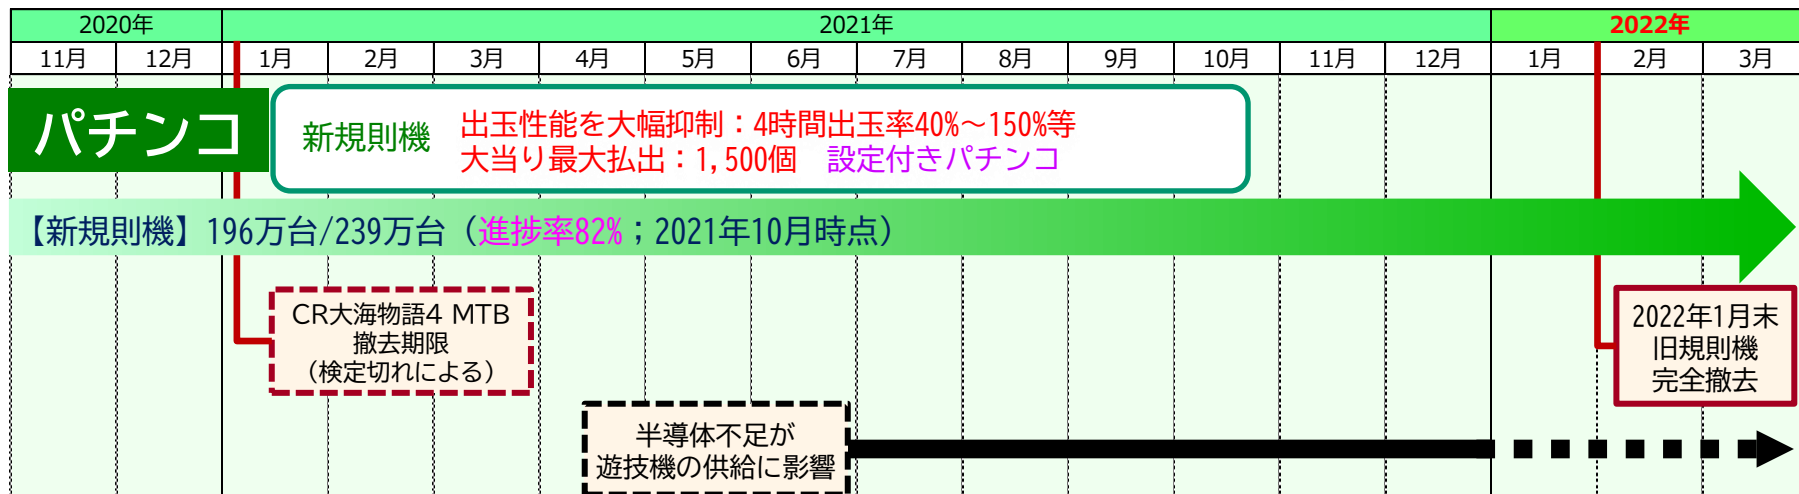 2020年 2021年 2022年
11月 12月 1月 2月 3月 4月 5月 6月 7月 8月 9月 10月 11月 12月 1月 2月 3月
パチンコ
新規則機
出玉性能を大幅抑制：4時間出玉率40%～150%等
大当り最大払出：1,500個　設定付きパチンコ
【新規則機】196万台/239万台（進捗率82%；2021年10月時点）
CR大海物語4 MTB
撤去期限
（検定切れによる）
2022年1月末
旧規則機
完全撤去
半導体不足が
遊技機の供給に影響